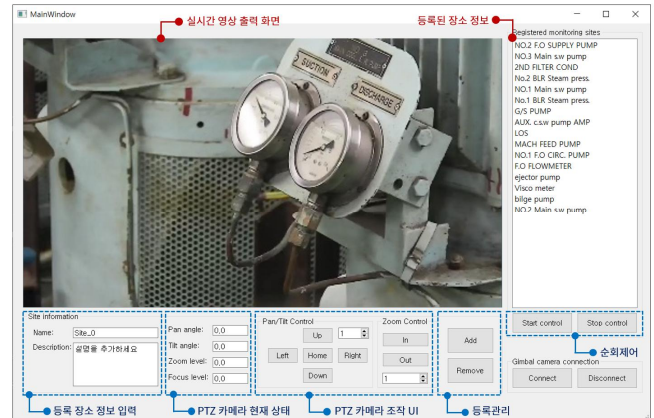 MainWindow
실시간 영상 출력 화면
등록된 장소 정보
Registered monitoring sites
NO.2 F.O SUPPLY PUMP
NO.3 Main s.w pump
2ND FILTER COND
No.2 BLR Steam press.
NO.1 Main s.w pump
No.1 BLR Steam press.
G/S PUMP
AUX. c.s.w pump AMP
LOS
MACH FEED PUMP
NO.1 F.O CIRC. PUMP
F.O FLOWMETER
ejector pump
Visco meter
bilge pump
NO.2 Main s.w pump
SUCTION
DISCHARGE
Site information
Name: Site_0
Description: 설명을 추가하세요
Pan angle: 0,0
Tilt angle: 0,0
Zoom level: 0,0
Focus level: 0,0
Pan/Tilt Control
Up 1
Left Home Right
Down
Zoom Control
In
Out
1
Add
Remove
Start control Stop control
순회제어
Gimbal camera connection
Connect Disconnect
등록 장소 정보 입력
PTZ 카메라 현재 상태
PTZ 카메라 조작 UI
등록관리